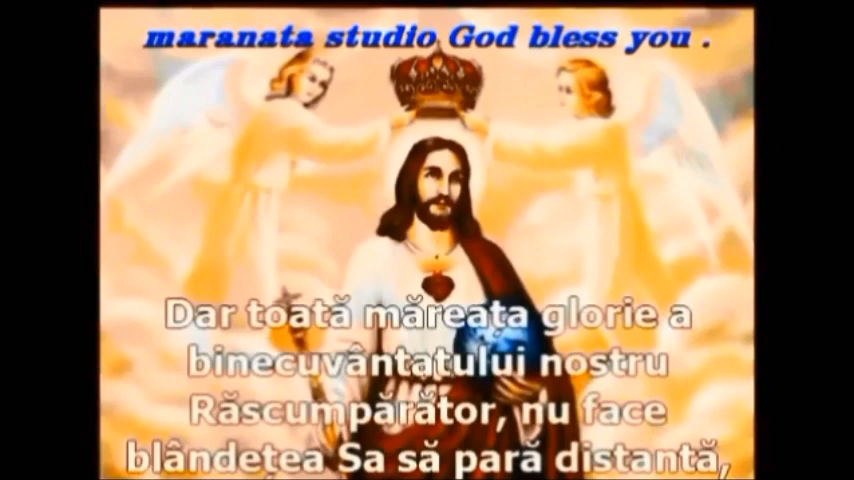 maranata studio God bless you .
Dar toată măreața glorie a
binecuvântatului nostru
Răscumpărător, nu face
blândețea Sa să pară distantă,